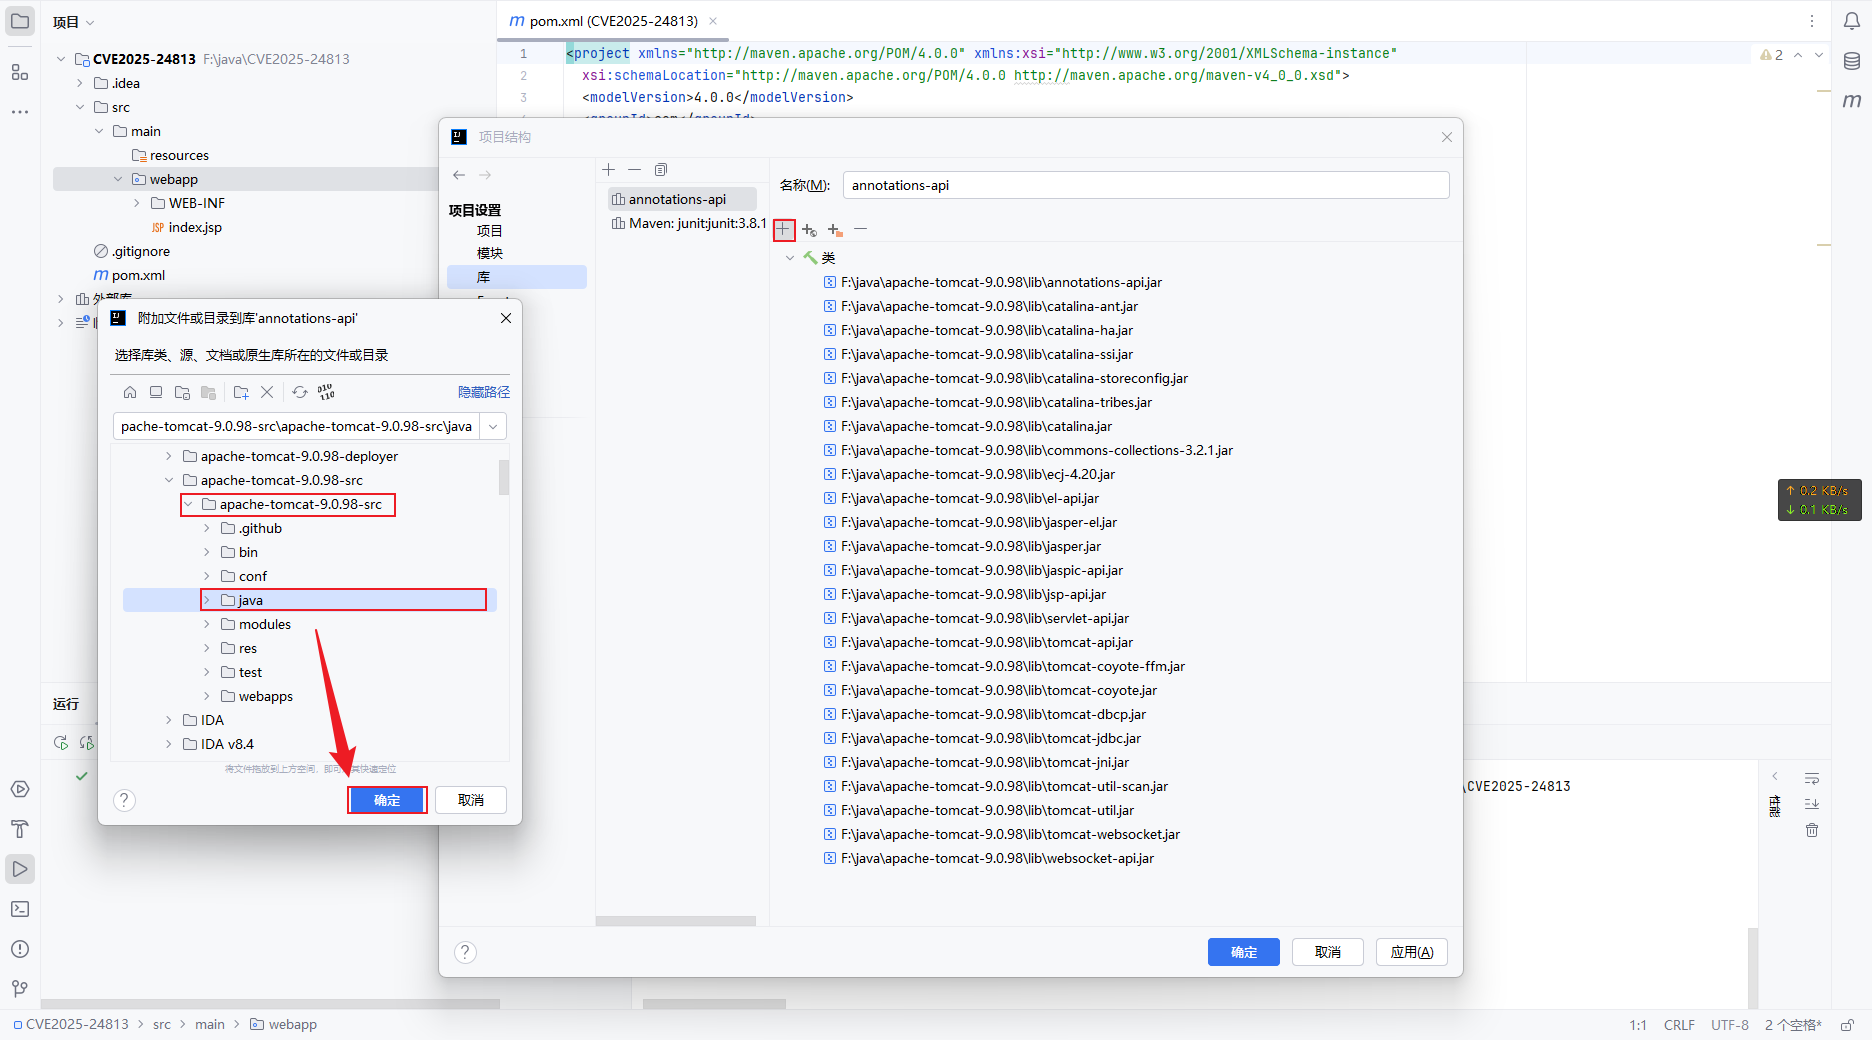 项目
CVE2025-24813 F:\java\CVE2025-24813
.idea
src
main
resources
webapp
WEB-INF
JSP index.jsp
.gitignore
m pom.xml
外部库
m pom.xml (CVE2025-24813)
1 <project xmlns="http://maven.apache.org/POM/4.0.0" xmlns:xsi="http://www.w3.org/2001/XMLSchema-instance"
2 xsi:schemaLocation="http://maven.apache.org/POM/4.0.0 http://maven.apache.org/maven-v4_0_0.xsd">
3 <modelVersion>4.0.0</modelVersion>
2
项目结构
项目设置
项目
模块
库
annotations-api
Maven: junit:junit:3.8.1
名称(M):
annotations-api
类
F:\java\apache-tomcat-9.0.98\lib\annotations-api.jar
F:\java\apache-tomcat-9.0.98\lib\catalina-ant.jar
F:\java\apache-tomcat-9.0.98\lib\catalina-ha.jar
F:\java\apache-tomcat-9.0.98\lib\catalina-ssi.jar
F:\java\apache-tomcat-9.0.98\lib\catalina-storeconfig.jar
F:\java\apache-tomcat-9.0.98\lib\catalina-tribes.jar
F:\java\apache-tomcat-9.0.98\lib\catalina.jar
F:\java\apache-tomcat-9.0.98\lib\commons-collections-3.2.1.jar
F:\java\apache-tomcat-9.0.98\lib\ecj-4.20.jar
F:\java\apache-tomcat-9.0.98\lib\el-api.jar
F:\java\apache-tomcat-9.0.98\lib\jasper-el.jar
F:\java\apache-tomcat-9.0.98\lib\jasper.jar
F:\java\apache-tomcat-9.0.98\lib\jaspic-api.jar
F:\java\apache-tomcat-9.0.98\lib\jsp-api.jar
F:\java\apache-tomcat-9.0.98\lib\servlet-api.jar
F:\java\apache-tomcat-9.0.98\lib\tomcat-api.jar
F:\java\apache-tomcat-9.0.98\lib\tomcat-coyote-ffm.jar
F:\java\apache-tomcat-9.0.98\lib\tomcat-coyote.jar
F:\java\apache-tomcat-9.0.98\lib\tomcat-dbcp.jar
F:\java\apache-tomcat-9.0.98\lib\tomcat-jdbc.jar
F:\java\apache-tomcat-9.0.98\lib\tomcat-jni.jar
F:\java\apache-tomcat-9.0.98\lib\tomcat-util-scan.jar
F:\java\apache-tomcat-9.0.98\lib\tomcat-util.jar
F:\java\apache-tomcat-9.0.98\lib\tomcat-websocket.jar
F:\java\apache-tomcat-9.0.98\lib\websocket-api.jar
?
确定
取消
应用(A)
附加文件或目录到库'annotations-api'
选择库类、源、文档或原生库所在的文件或目录
隐藏路径
pache-tomcat-9.0.98-src\apache-tomcat-9.0.98-src\java
apache-tomcat-9.0.98-deployer
apache-tomcat-9.0.98-src
apache-tomcat-9.0.98-src
.github
bin
conf
java
modules
res
test
webapps
IDA
IDA v8.4
将文件拖放到上方空间，即可 其快速定位
?
确定
取消
运行
\CVE2025-24813
性能
↑ 0.2 KB/s
↓ 0.1 KB/s
CVE2025-24813 > src > main > webapp
1:1 CRLF UTF-8 2 个空格*